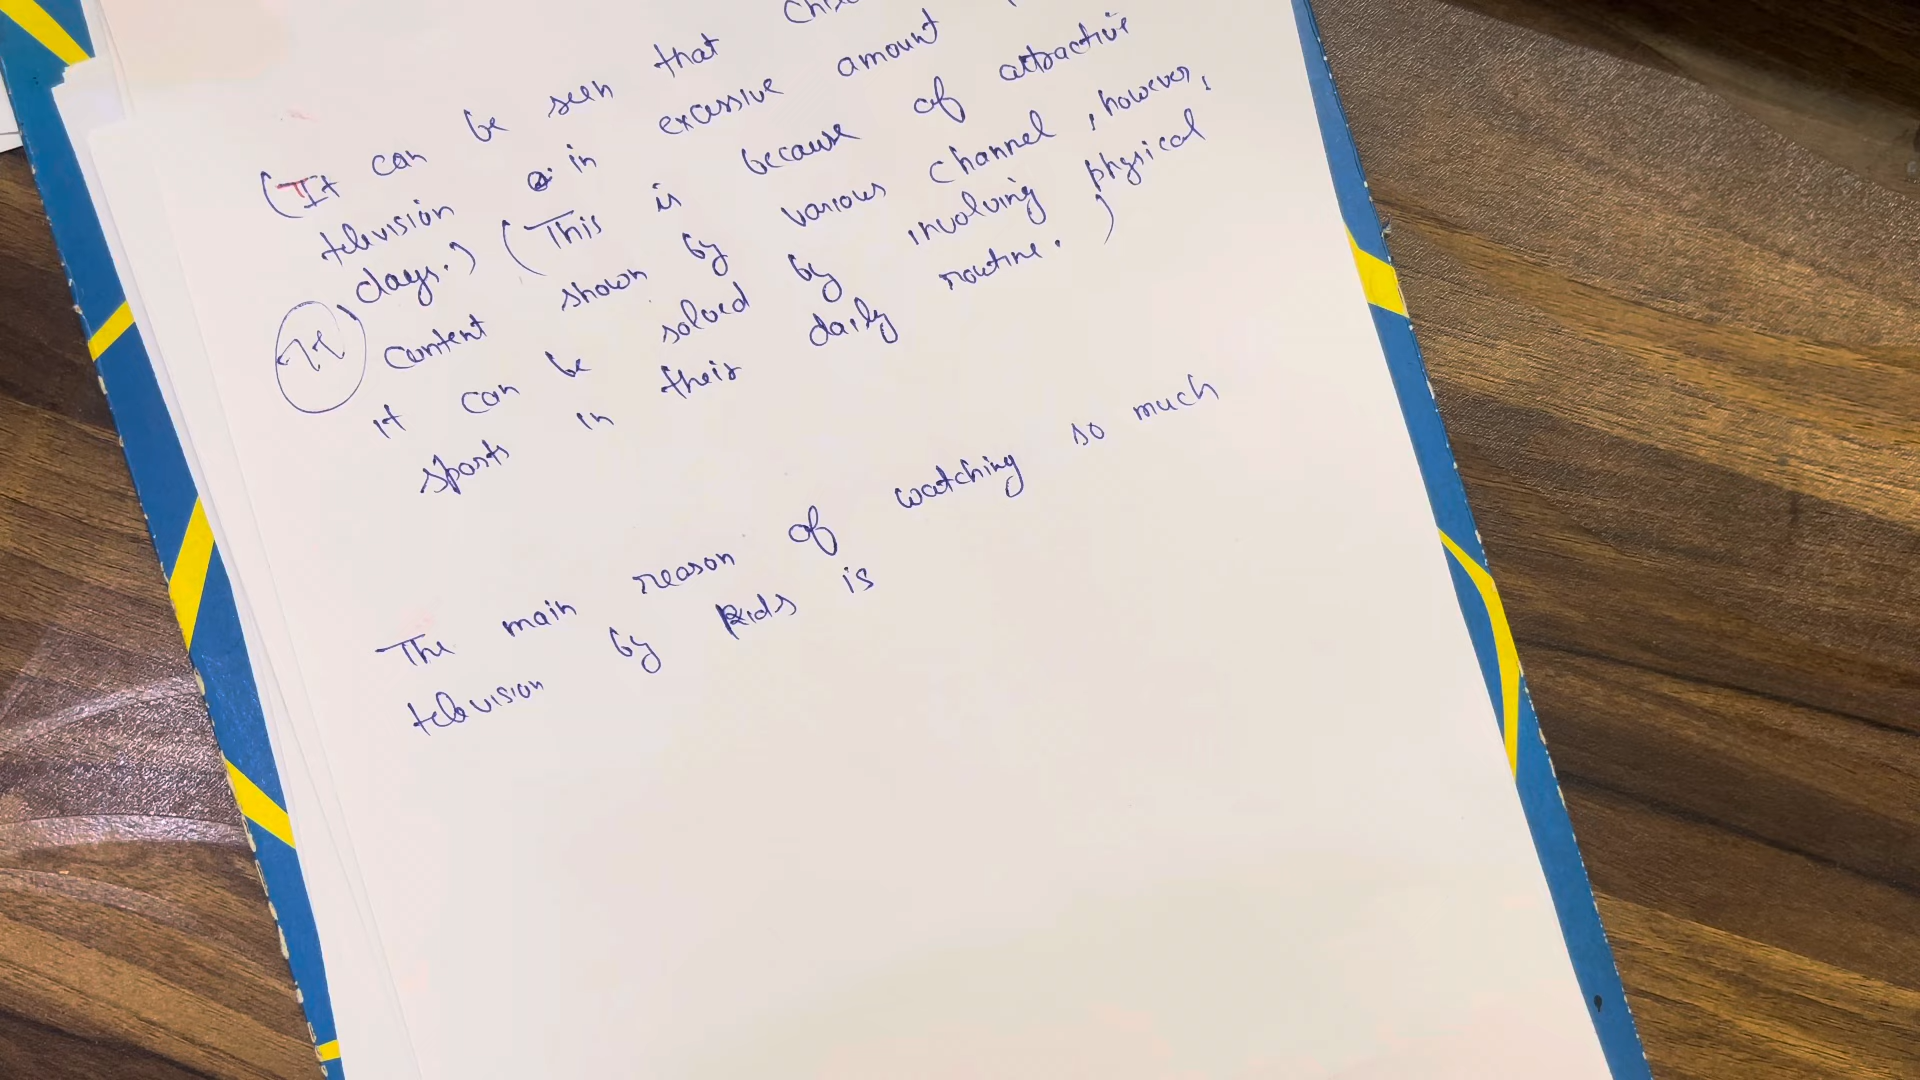 (It can be seen that
television in excessive amount
days.) (This is because of attractive
content shown by various channel, however,
it can be solved by involving physical
sports in their daily routine.)
The main reason of watching so much
television by kids is